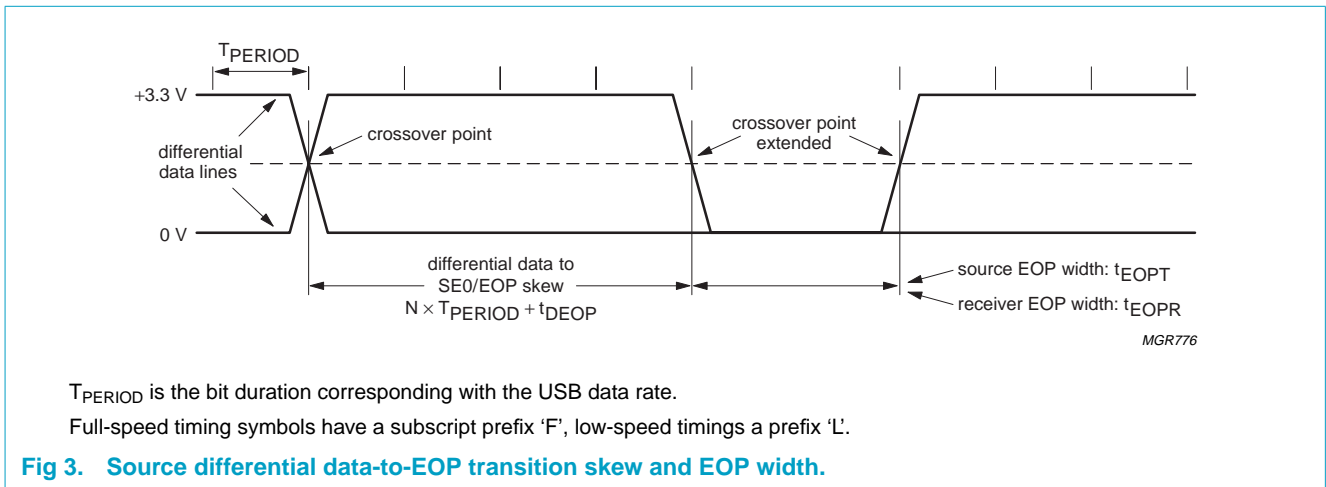 TPERIOD
+3.3 V
crossover point
crossover point
extended
differential
data lines
0 V
differential data to
SE0/EOP skew
N × TPERIOD + tDEOP
source EOP width: tEOPT
receiver EOP width: tEOPR
MGR776
TPERIOD is the bit duration corresponding with the USB data rate.
Full-speed timing symbols have a subscript prefix ‘F’, low-speed timings a prefix ‘L’.
Fig 3. Source differential data-to-EOP transition skew and EOP width.